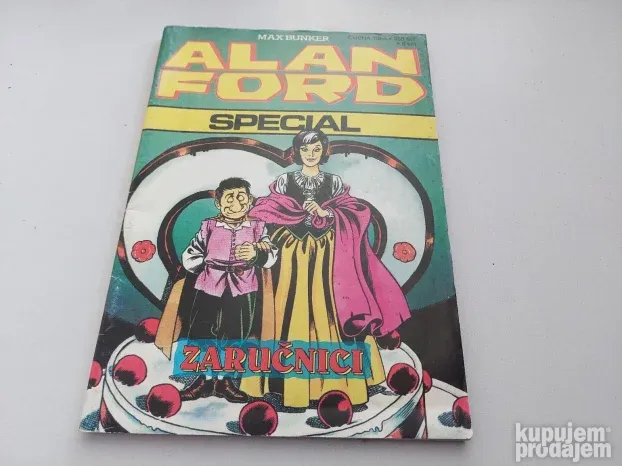 MAX BUNKER
ALAN
FORD
SPECIAL
ZARUČNICI
kupujem
prodajem